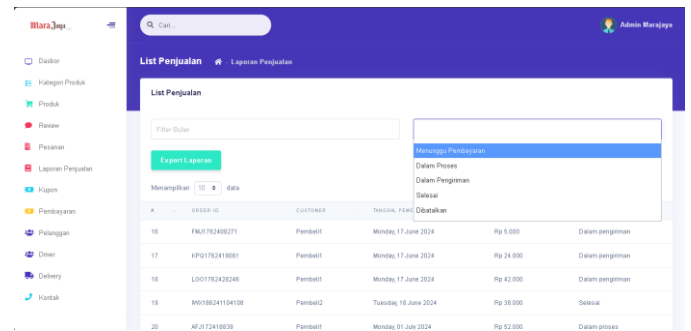 MaraJaya
Cari...
Admin Marajaya
Dasbor
Kategori Produk
Produk
Review
Pesanan
Laporan Penjualan
Kupon
Pembayaran
Pelanggan
Driver
Delivery
Kontak
List Penjualan - Laporan Penjualan
List Penjualan
Filter Bulan
Menunggu Pembayaran
Dalam Proses
Dalam Pengiriman
Selesai
Dibatalkan
Export Laporan
Menampilkan 10 data
# ORDER ID CUSTOMER TANGGAL
16 FMJ1782408271 Pembeli1 Monday, 17 June 2024 Rp 5.000 Dalam pengiriman
17 KPG1782418081 Pembeli1 Monday, 17 June 2024 Rp 24.000 Dalam pengiriman
18 LGO1782428246 Pembeli1 Monday, 17 June 2024 Rp 42.000 Dalam pengiriman
19 Pembeli2 Tuesday, 18 June 2024 Rp 38.000 Selesai
20 AFJ172418838 Pembeli1 Monday, 01 July 2024 Rp 52.000 Dalam proses